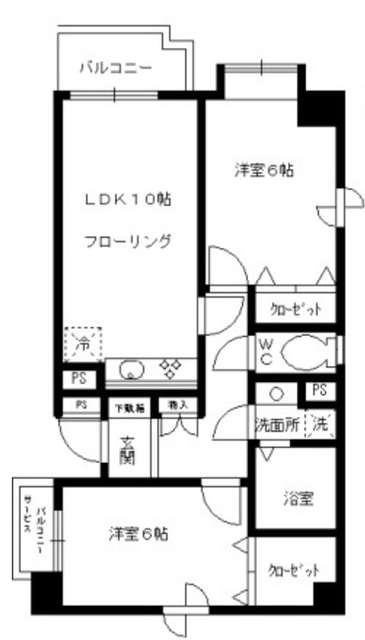 バルコニー
洋室6帖
LDK10帖
フローリング
クローゼット
冷
WC
PS
PS
PS
下駄箱
物入
洗面所
洗
玄関
浴室
サービス
バルコニー
洋室6帖
クローゼット